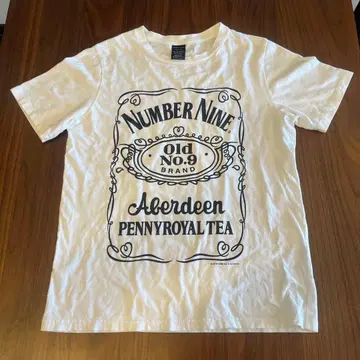 NUMBER NINE
Old
No.9
BRAND
Aberdeen
PENNYROYAL TEA